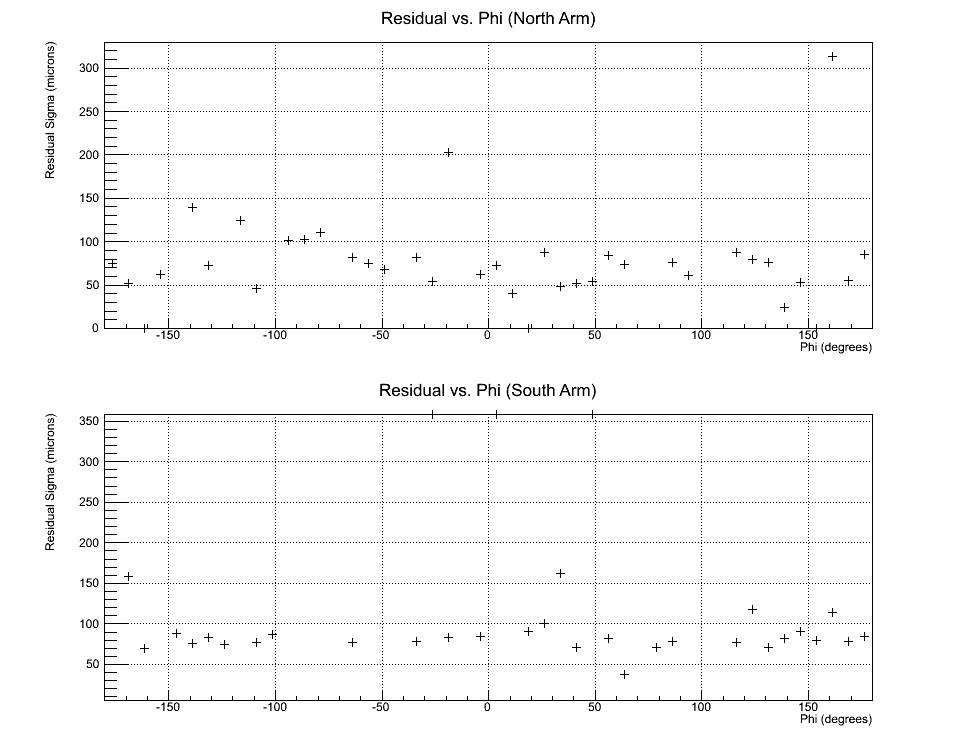 Residual vs. Phi (North Arm)
Residual Sigma (microns)
300
250
200
150
100
50
0
-150 -100 -50 0 50 100 150
Phi (degrees)
Residual vs. Phi (South Arm)
Residual Sigma (microns)
350
300
250
200
150
100
50
-150 -100 -50 0 50 100 150
Phi (degrees)